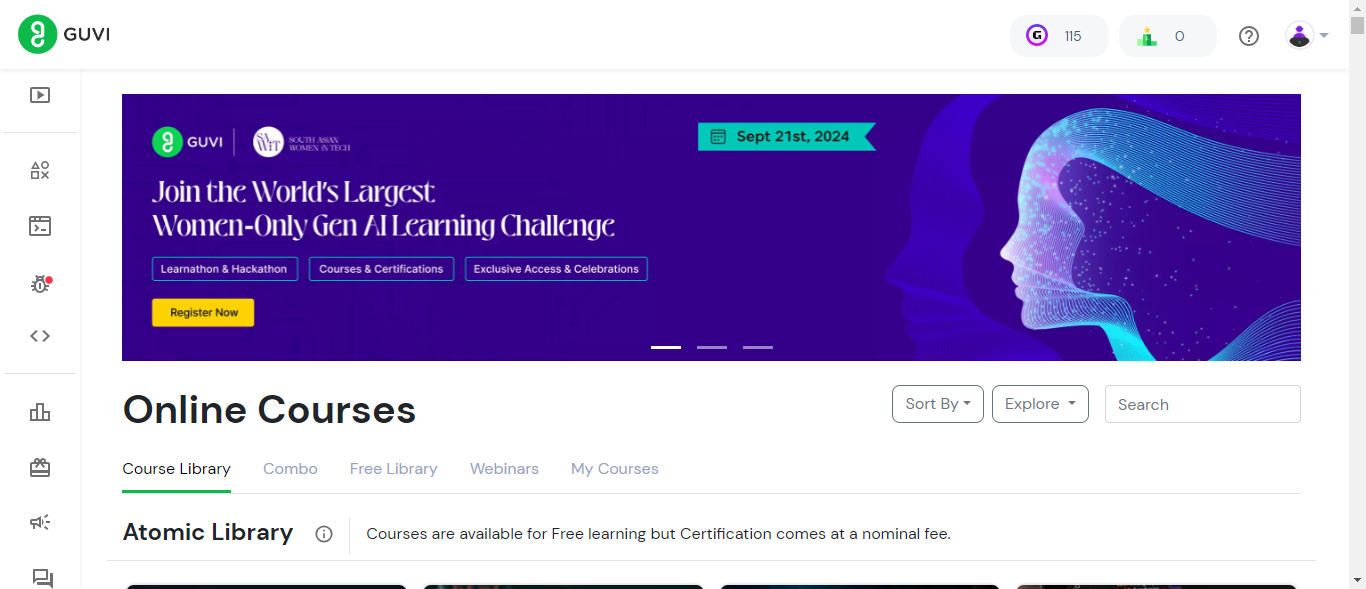 GUVI
G 115
0
GUVI
SAWIT SOUTH ASIAN
WOMEN IN TECH
Sept 21st, 2024
Join the World's Largest
Women-Only Gen AI Learning Challenge
Learnathon & Hackathon
Courses & Certifications
Exclusive Access & Celebrations
Register Now
Online Courses
Sort By
Explore
Search
Course Library
Combo
Free Library
Webinars
My Courses
Atomic Library
Courses are available for Free learning but Certification comes at a nominal fee.